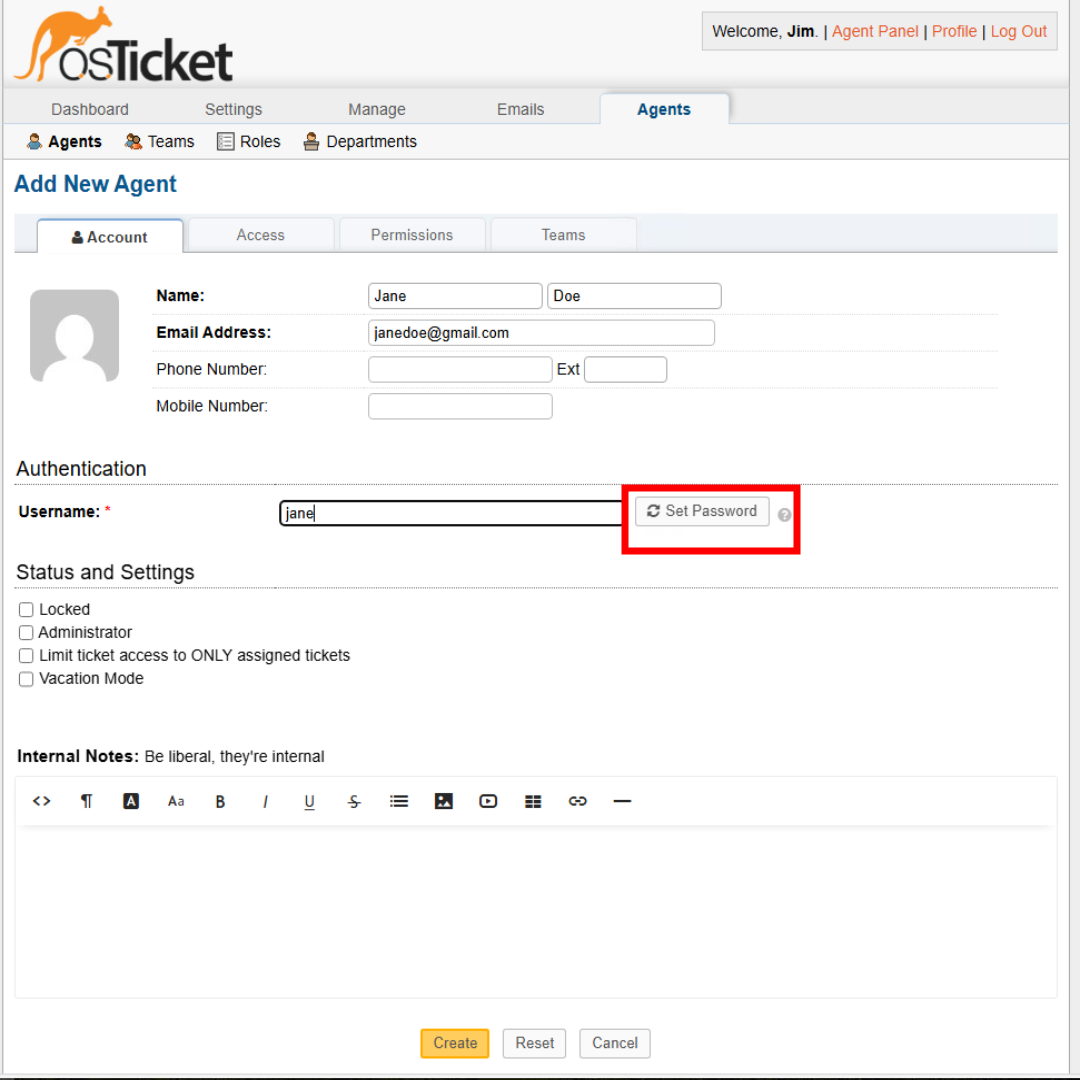 osTicket
Welcome, Jim. | Agent Panel | Profile | Log Out
Dashboard Settings Manage Emails Agents
Agents Teams Roles Departments
Add New Agent
Account Access Permissions Teams
Name: Jane Doe
Email Address: janedoe@gmail.com
Phone Number: Ext
Mobile Number:
Authentication
Username: * jane Set Password ?
Status and Settings
Locked
Administrator
Limit ticket access to ONLY assigned tickets
Vacation Mode
Internal Notes: Be liberal, they're internal
<> ¶ A Aa B I U S
Create Reset Cancel